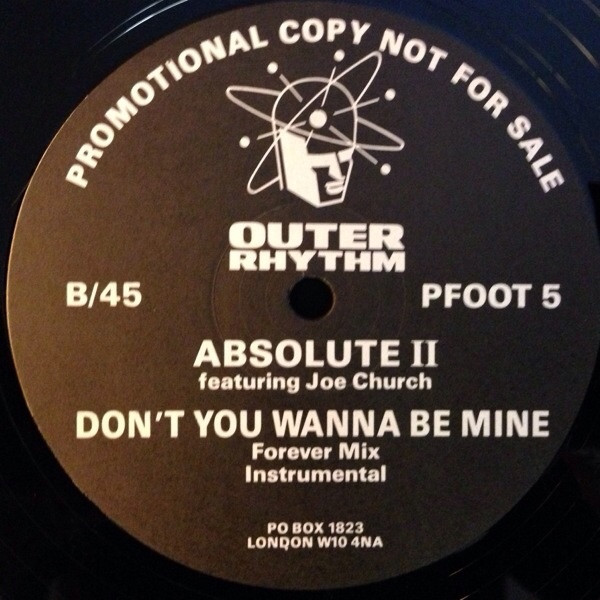 PROMOTIONAL COPY NOT FOR SALE
OUTER
RHYTHM
B/45
PFOOT 5
ABSOLUTE II
featuring Joe Church
DON'T YOU WANNA BE MINE
Forever Mix
Instrumental
PO BOX 1823
LONDON W10 4NA